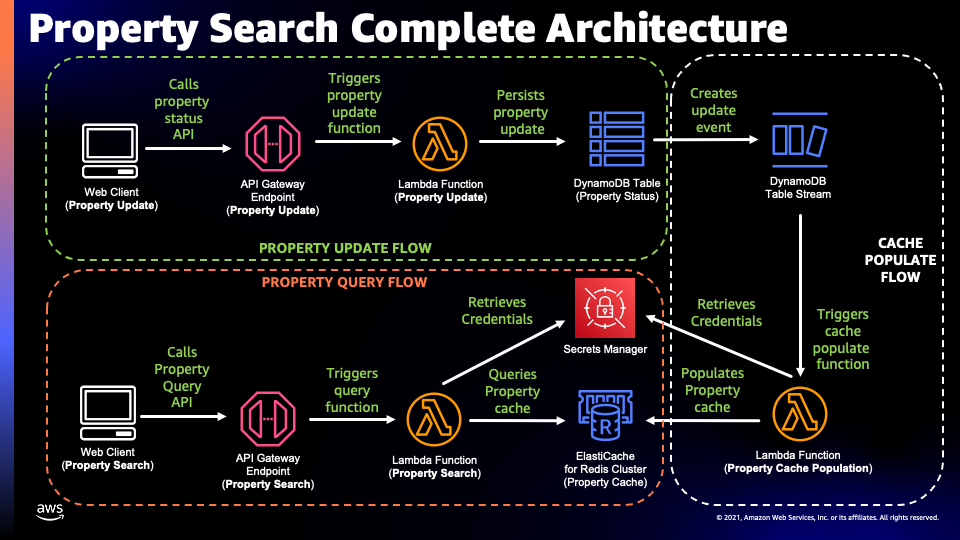 Property Search Complete Architecture
Calls
property
status
API
Triggers
property
update
function
Persists
property
update
Creates
update
event
Web Client
(Property Update)
API Gateway
Endpoint
(Property Update)
Lambda Function
(Property Update)
DynamoDB Table
(Property Status)
DynamoDB
Table Stream
PROPERTY UPDATE FLOW
CACHE
POPULATE
FLOW
PROPERTY QUERY FLOW
Retrieves
Credentials
Secrets Manager
Retrieves
Credentials
Triggers
cache
populate
function
Calls
Property
Query
API
Triggers
query
function
Queries
Property
cache
Populates
Property
cache
R
Web Client
(Property Search)
API Gateway
Endpoint
(Property Search)
Lambda Function
(Property Search)
ElastiCache
for Redis Cluster
(Property Cache)
Lambda Function
(Property Cache Population)
aws
© 2021, Amazon Web Services, Inc. or its affiliates. All rights reserved.